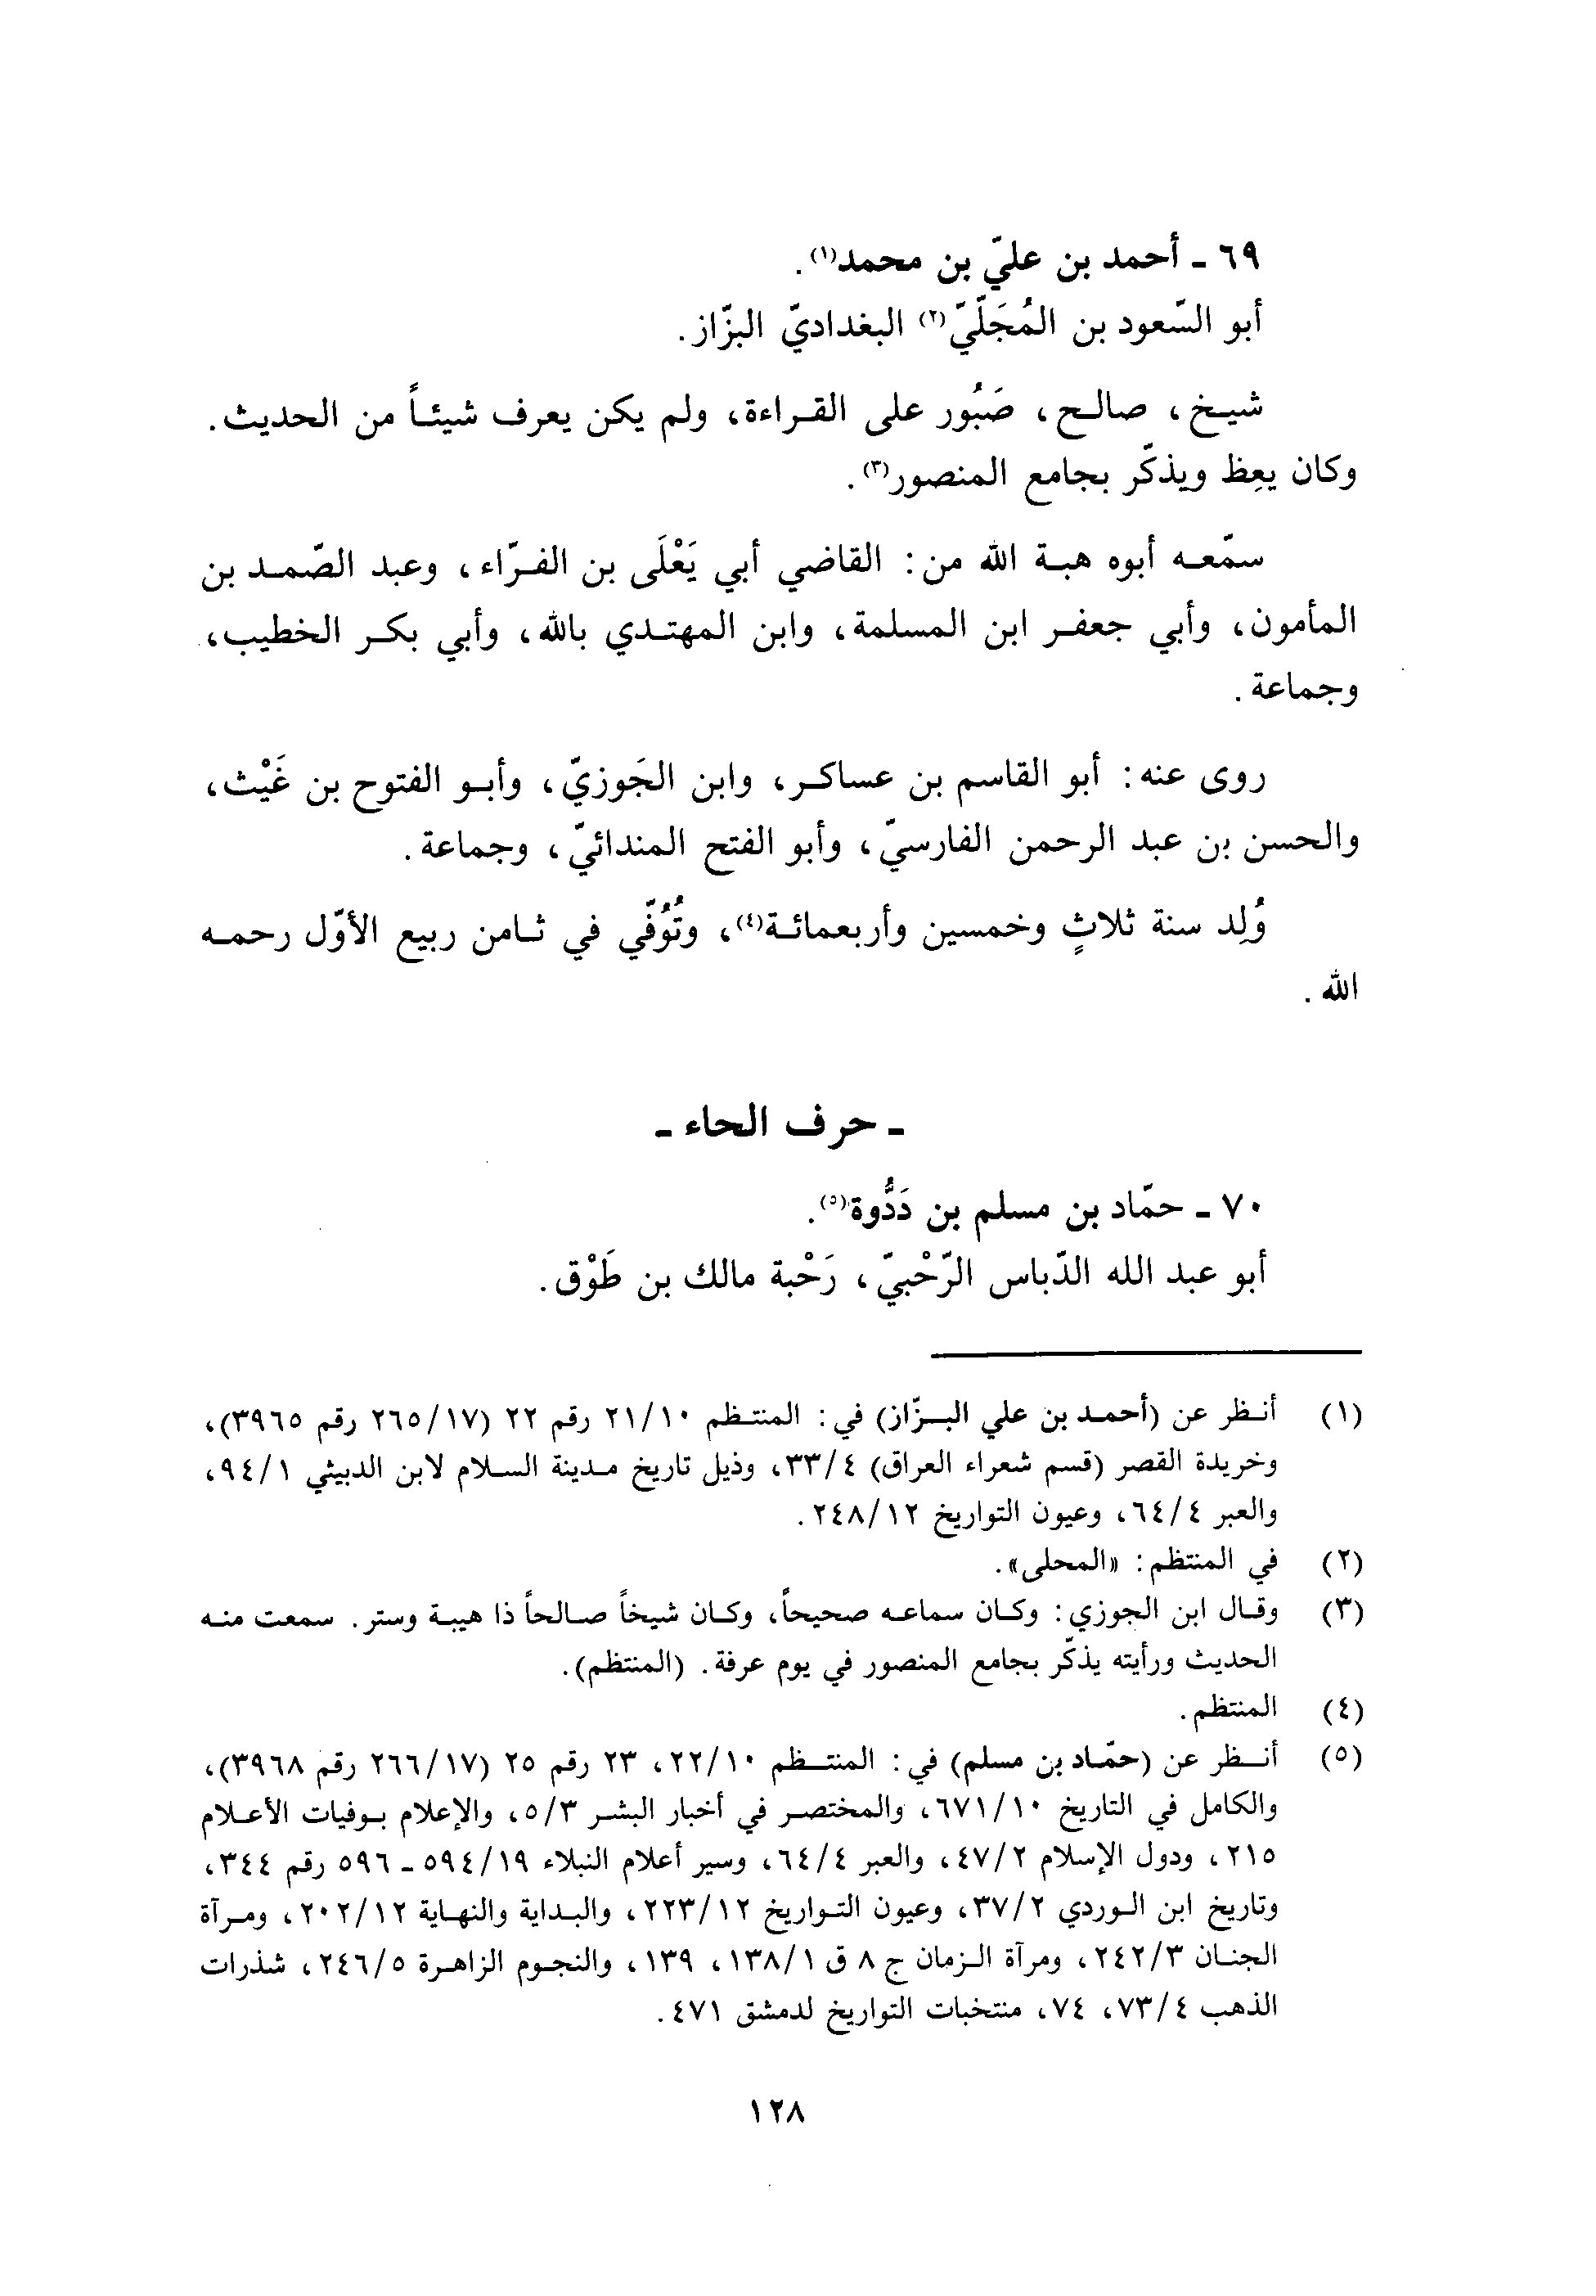 ٦٩ ـ أحمد بن عليّ بن محمد(١).
أبو السّعود بن المُجَلّيّ(٢) البغداديّ البزّاز.
شيخ، صالح، صَبُور على القراءة، ولم يكن يعرف شيئاً من الحديث.
وكان يعِظ ويذكّر بجامع المنصور(٣).
سمّعه أبوه هبة الله من: القاضي أبي يَعْلَى بن الفرّاء، وعبد الصّمد بن
المأمون، وأبي جعفر ابن المسلمة، وابن المهتدي بالله، وأبي بكر الخطيب،
وجماعة.
روى عنه: أبو القاسم بن عساكر، وابن الجَوزيّ، وأبو الفتوح بن غَيْث،
والحسن بن عبد الرحمن الفارسيّ، وأبو الفتح المندائيّ، وجماعة.
وُلِد سنة ثلاثٍ وخمسين وأربعمائة(٤)، وتُوُفّي في ثامن ربيع الأوّل رحمه
الله.
ـ حرف الحاء ـ
٧٠ ـ حمّاد بن مسلم بن دَدُّوة(٥).
أبو عبد الله الدّباس الرّحْبيّ، رَحْبة مالك بن طَوْق.
(١) أنظر عن (أحمد بن علي البزّاز) في: المنتظم ٢١/١٠ رقم ٢٢ (٢٦٥/١٧ رقم ٣٩٦٥)،
وخريدة القصر (قسم شعراء العراق) ٣٣/٤، وذيل تاريخ مدينة السلام لابن الدبيثي ٩٤/١،
والعبر ٦٤/٤، وعيون التواريخ ٢٤٨/١٢.
(٢) في المنتظم: «المحلى».
(٣) وقال ابن الجوزي: وكان سماعه صحيحاً، وكان شيخاً صالحاً ذا هيبة وستر. سمعت منه
الحديث ورأيته يذكّر بجامع المنصور في يوم عرفة. (المنتظم).
(٤) المنتظم.
(٥) أنظر عن (حمّاد بن مسلم) في: المنتظم ٢٢/١٠، ٢٣ رقم ٢٥ (٢٦٦/١٧ رقم ٣٩٦٨)،
والكامل في التاريخ ٦٧١/١٠، والمختصر في أخبار البشر ٥/٣، والإعلام بوفيات الأعلام
٢١٥، ودول الإسلام ٤٧/٢، والعبر ٦٤/٤، وسير أعلام النبلاء ٥٩٤/١٩ ـ ٥٩٦ رقم ٣٤٤،
وتاريخ ابن الوردي ٣٧/٢، وعيون التواريخ ٢٢٣/١٢، والبداية والنهاية ٢٠٢/١٢، ومرآة
الجنان ٢٤٢/٣، ومرآة الزمان ج ٨ ق ١٣٨/١، ١٣٩، والنجوم الزاهرة ٢٤٦/٥، شذرات
الذهب ٧٣/٤، ٧٤، منتخبات التواريخ لدمشق ٤٧١.
١٢٨